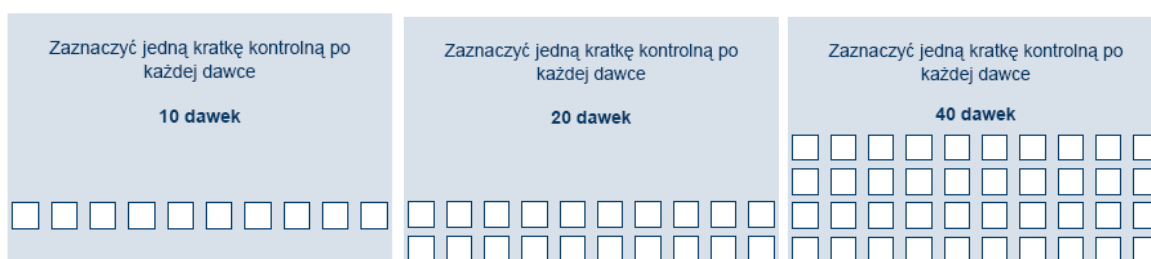 Zaznaczyć jedną kratkę kontrolną po
każdej dawce
10 dawek
Zaznaczyć jedną kratkę kontrolną po
każdej dawce
20 dawek
Zaznaczyć jedną kratkę kontrolną po
każdej dawce
40 dawek